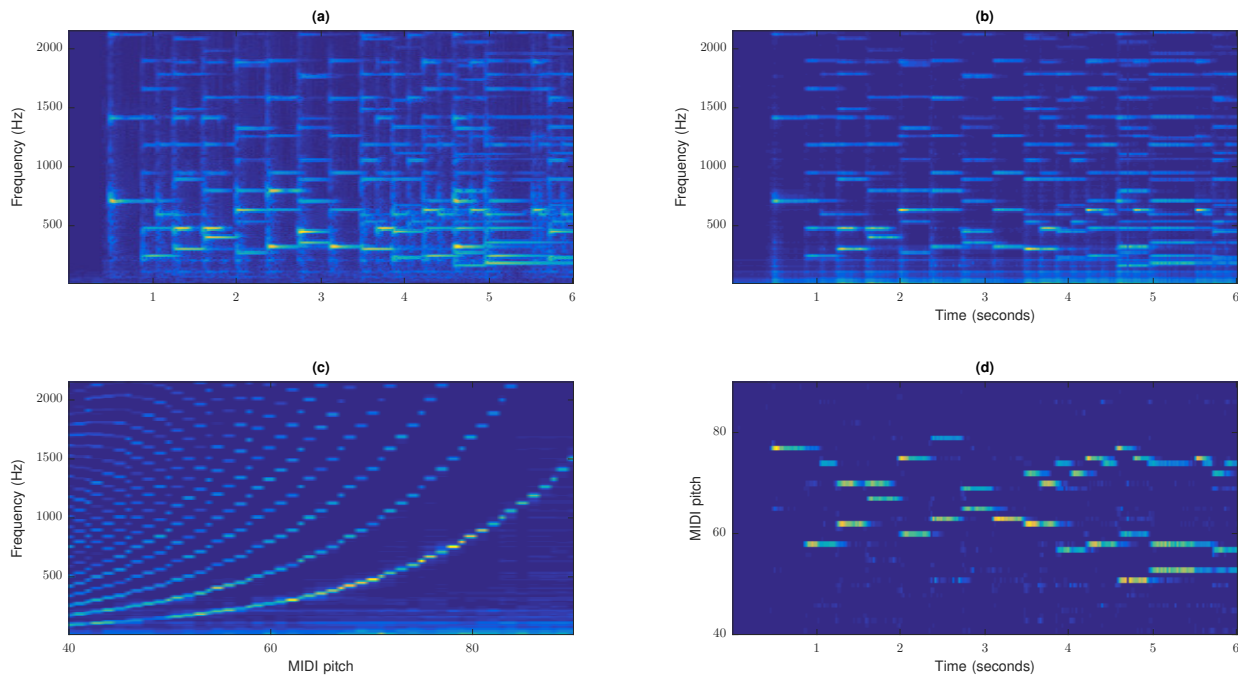 (a)
Frequency (Hz)
2000
1500
1000
500
1 2 3 4 5 6
(b)
Frequency (Hz)
2000
1500
1000
500
1 2 3 4 5 6
Time (seconds)
(c)
Frequency (Hz)
2000
1500
1000
500
40 60 80
MIDI pitch
(d)
MIDI pitch
80
60
40
1 2 3 4 5 6
Time (seconds)